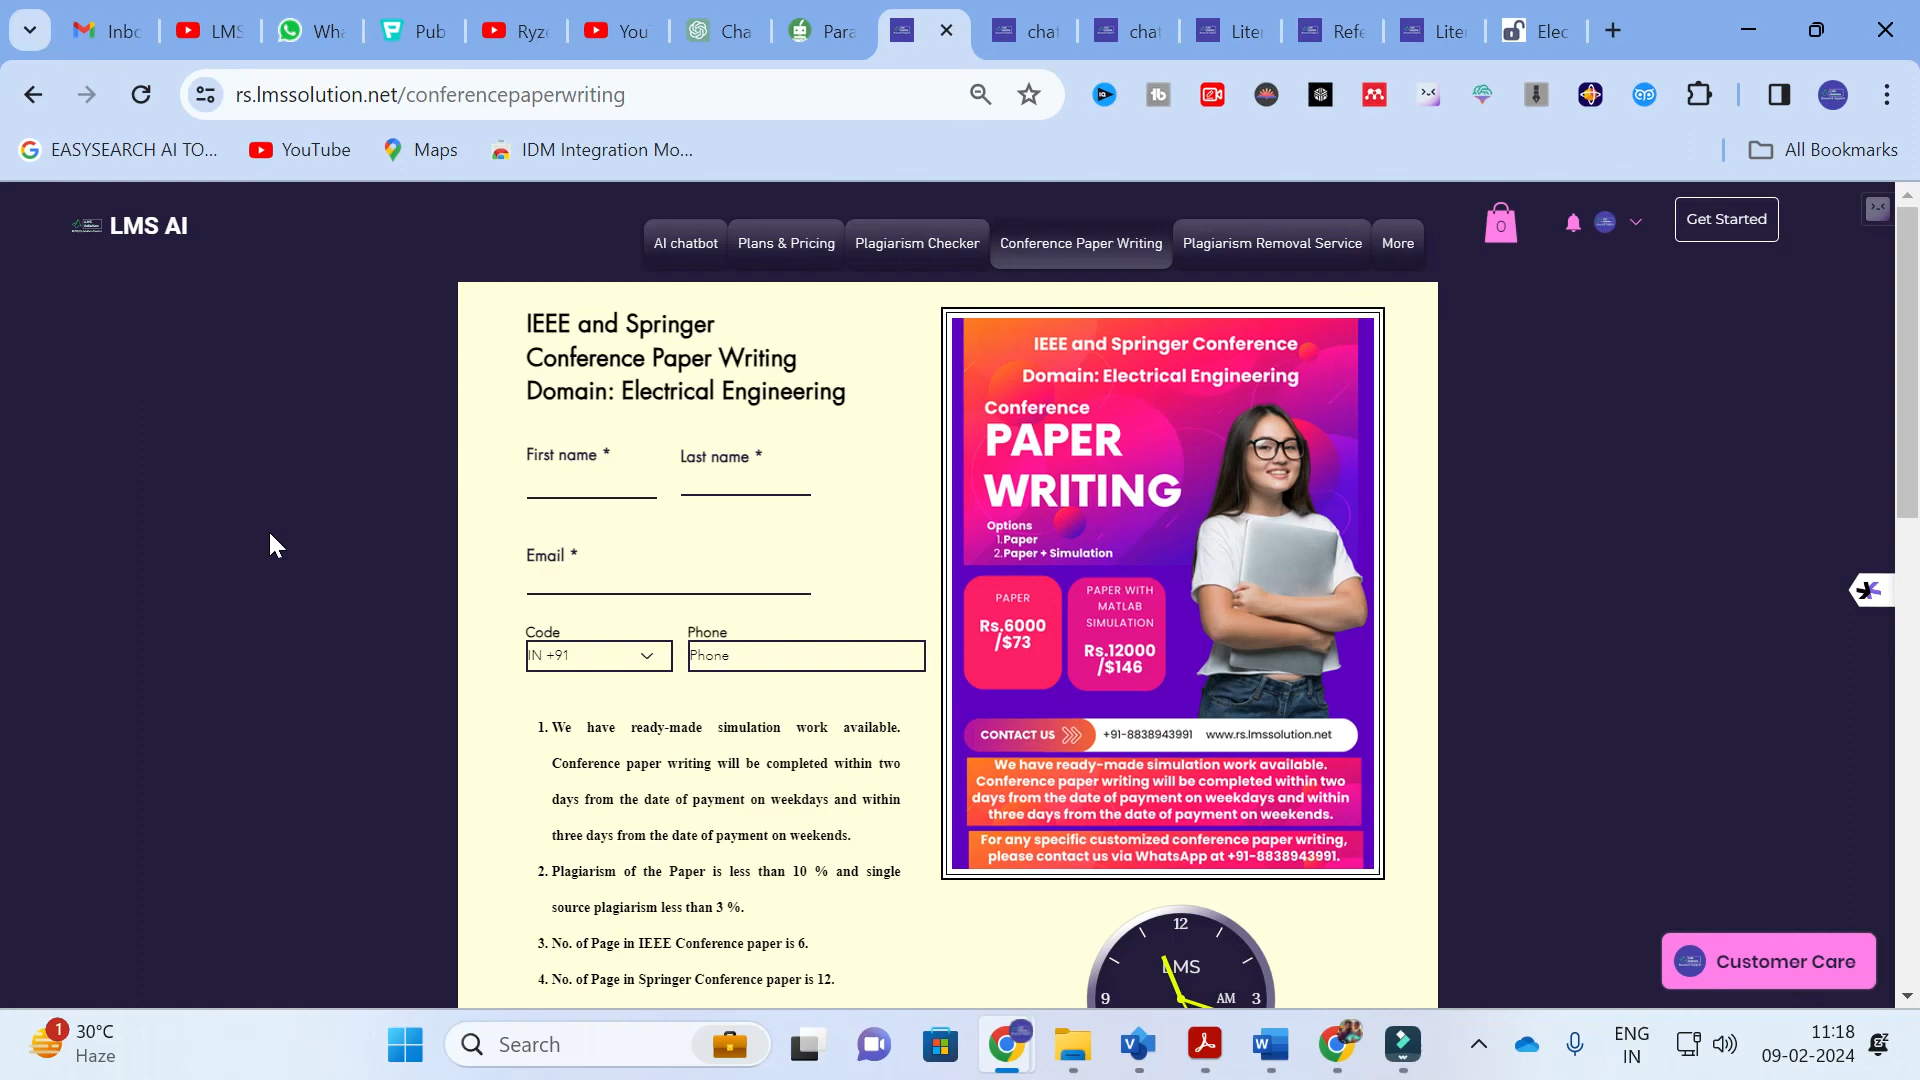 Inbo
LMS
Wha
Pub
Ryze
You
Cha
Para
chat
chat
Liter
Refe
Liter
Elec
rs.lmssolution.net/conferencepaperwriting
EASYSEARCH AI TO...
YouTube
Maps
IDM Integration Mo...
All Bookmarks
LMS AI
AI chatbot
Plans & Pricing
Plagiarism Checker
Conference Paper Writing
Plagiarism Removal Service
More
0
Get Started
IEEE and Springer
Conference Paper Writing
Domain: Electrical Engineering
First name *
Last name *
Email *
Code
Phone
IN +91
Phone
1. We have ready-made simulation work available.
Conference paper writing will be completed within two
days from the date of payment on weekdays and within
three days from the date of payment on weekends.
2. Plagiarism of the Paper is less than 10 % and single
source plagiarism less than 3 %.
3. No. of Page in IEEE Conference paper is 6.
4. No. of Page in Springer Conference paper is 12.
IEEE and Springer Conference
Domain: Electrical Engineering
Conference
PAPER
WRITING
Options
1. Paper
2. Paper + Simulation
PAPER
Rs.6000
/$73
PAPER WITH
MATLAB
SIMULATION
Rs.12000
/$146
CONTACT US
+91-8838943991
www.rs.lmssolution.net
We have ready-made simulation work available.
Conference paper writing will be completed within two
days from the date of payment on weekdays and within
three days from the date of payment on weekends.
For any specific customized conference paper writing,
please contact us via WhatsApp at +91-8838943991.
12
LMS
9
AM
3
Customer Care
1
30°C
Haze
Search
ENG
IN
11:18
09-02-2024